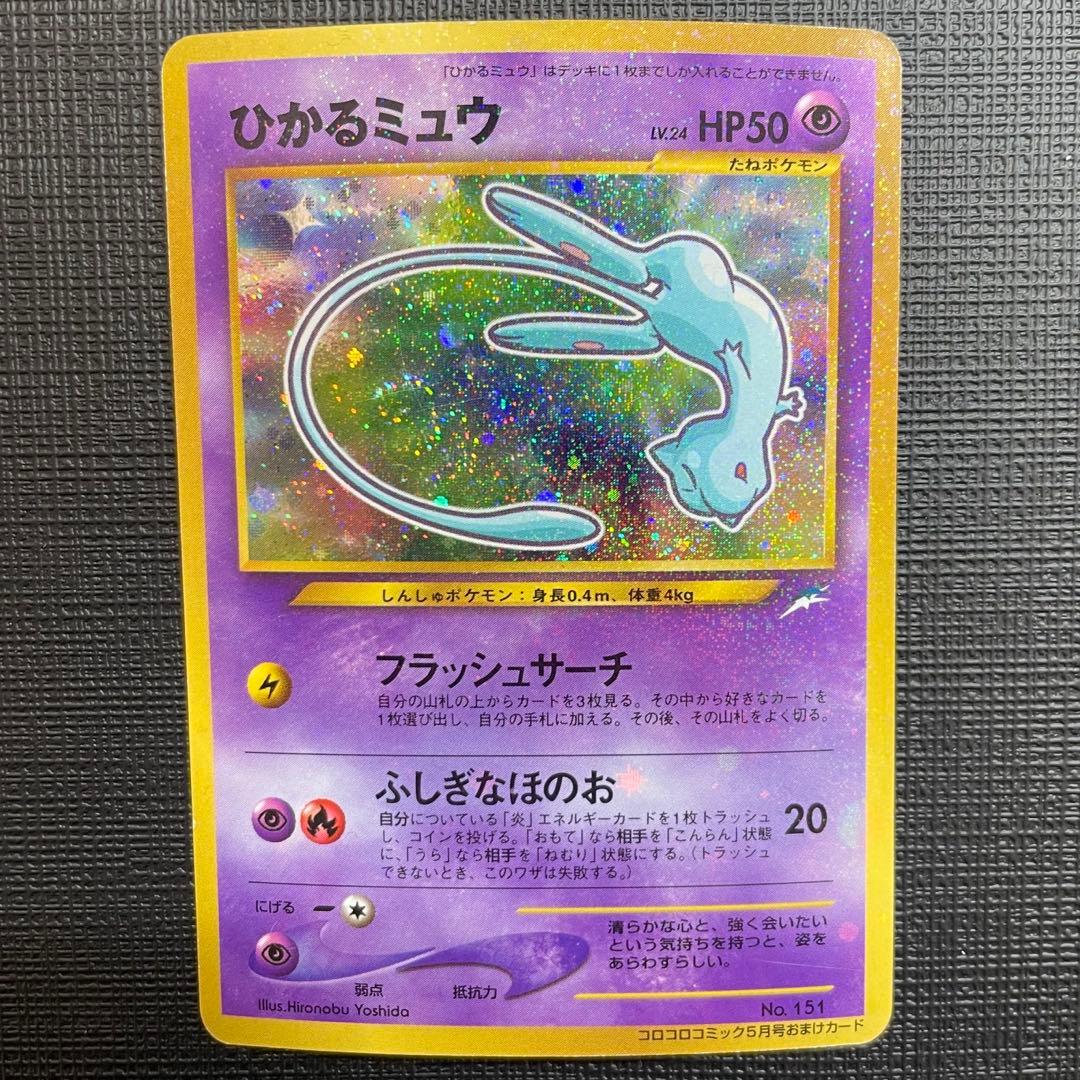 「ひかるミュウ」はデッキに1枚までしか入れることができません。
ひかるミュウ
LV.24 HP50
たねポケモン
しんしゅポケモン：身長0.4m、体重4kg
フラッシュサーチ
自分の山札の上からカードを3枚見る。その中から好きなカードを
1枚選び出し、自分の手札に加える。その後、その山札をよく切る。
ふしぎなほのお
20
自分についている「炎」エネルギーカードを1枚トラッシュ
し、コインを投げる。「おもて」なら相手を「こんらん」状態
に、「うら」なら相手を「ねむり」状態にする。（トラッシュ
できないとき、このワザは失敗する。）
にげる
弱点
抵抗力
清らかな心と、強く会いたい
という気持ちを持つと、姿を
あらわすらしい。
Illus.Hironobu Yoshida
No. 151
コロコロコミック5月号おまけカード